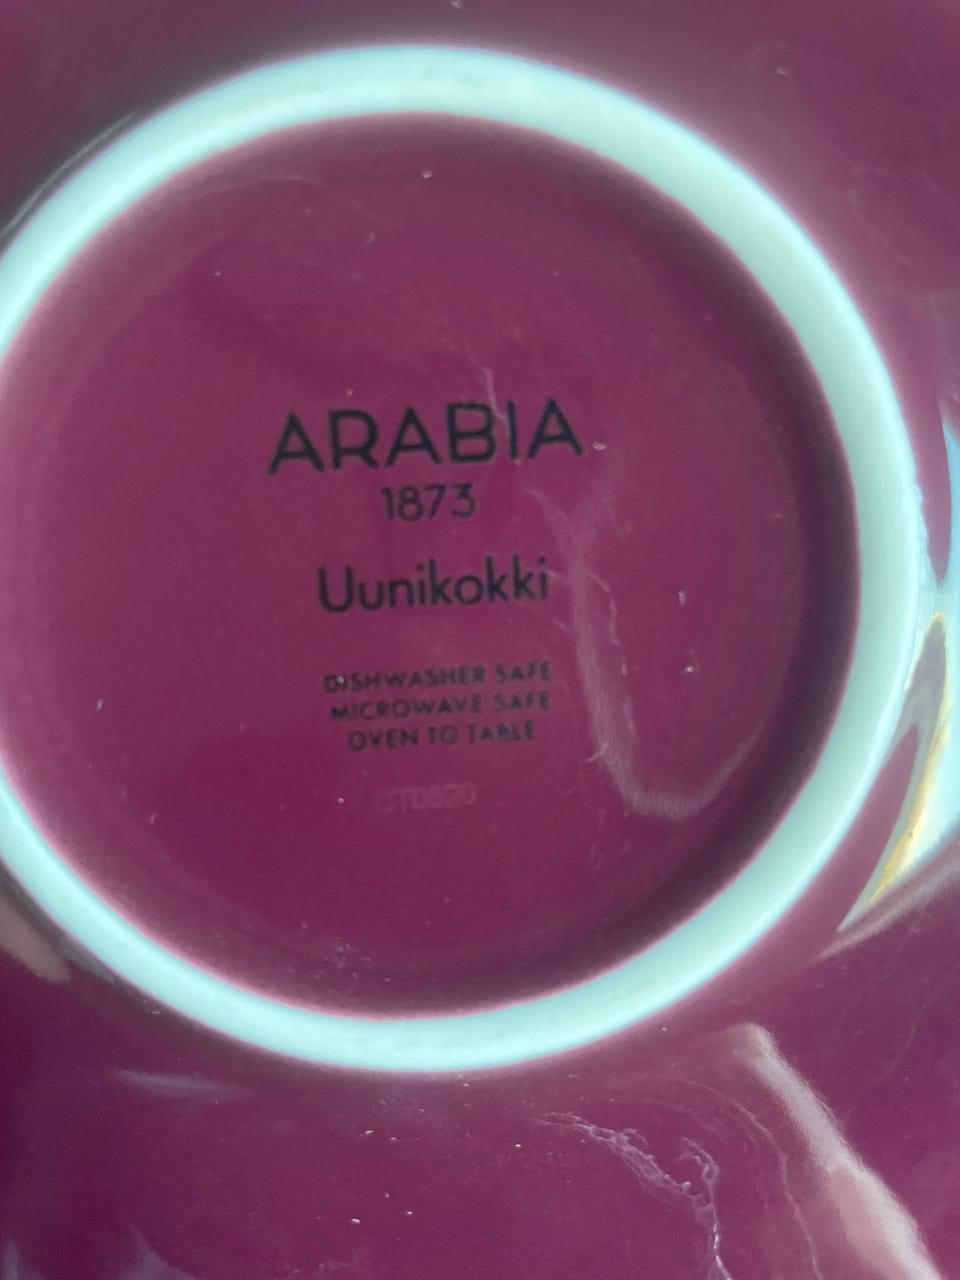 ARABIA
1873
Uunikokki
DISHWASHER SAFE
MICROWAVE SAFE
OVEN TO TABLE